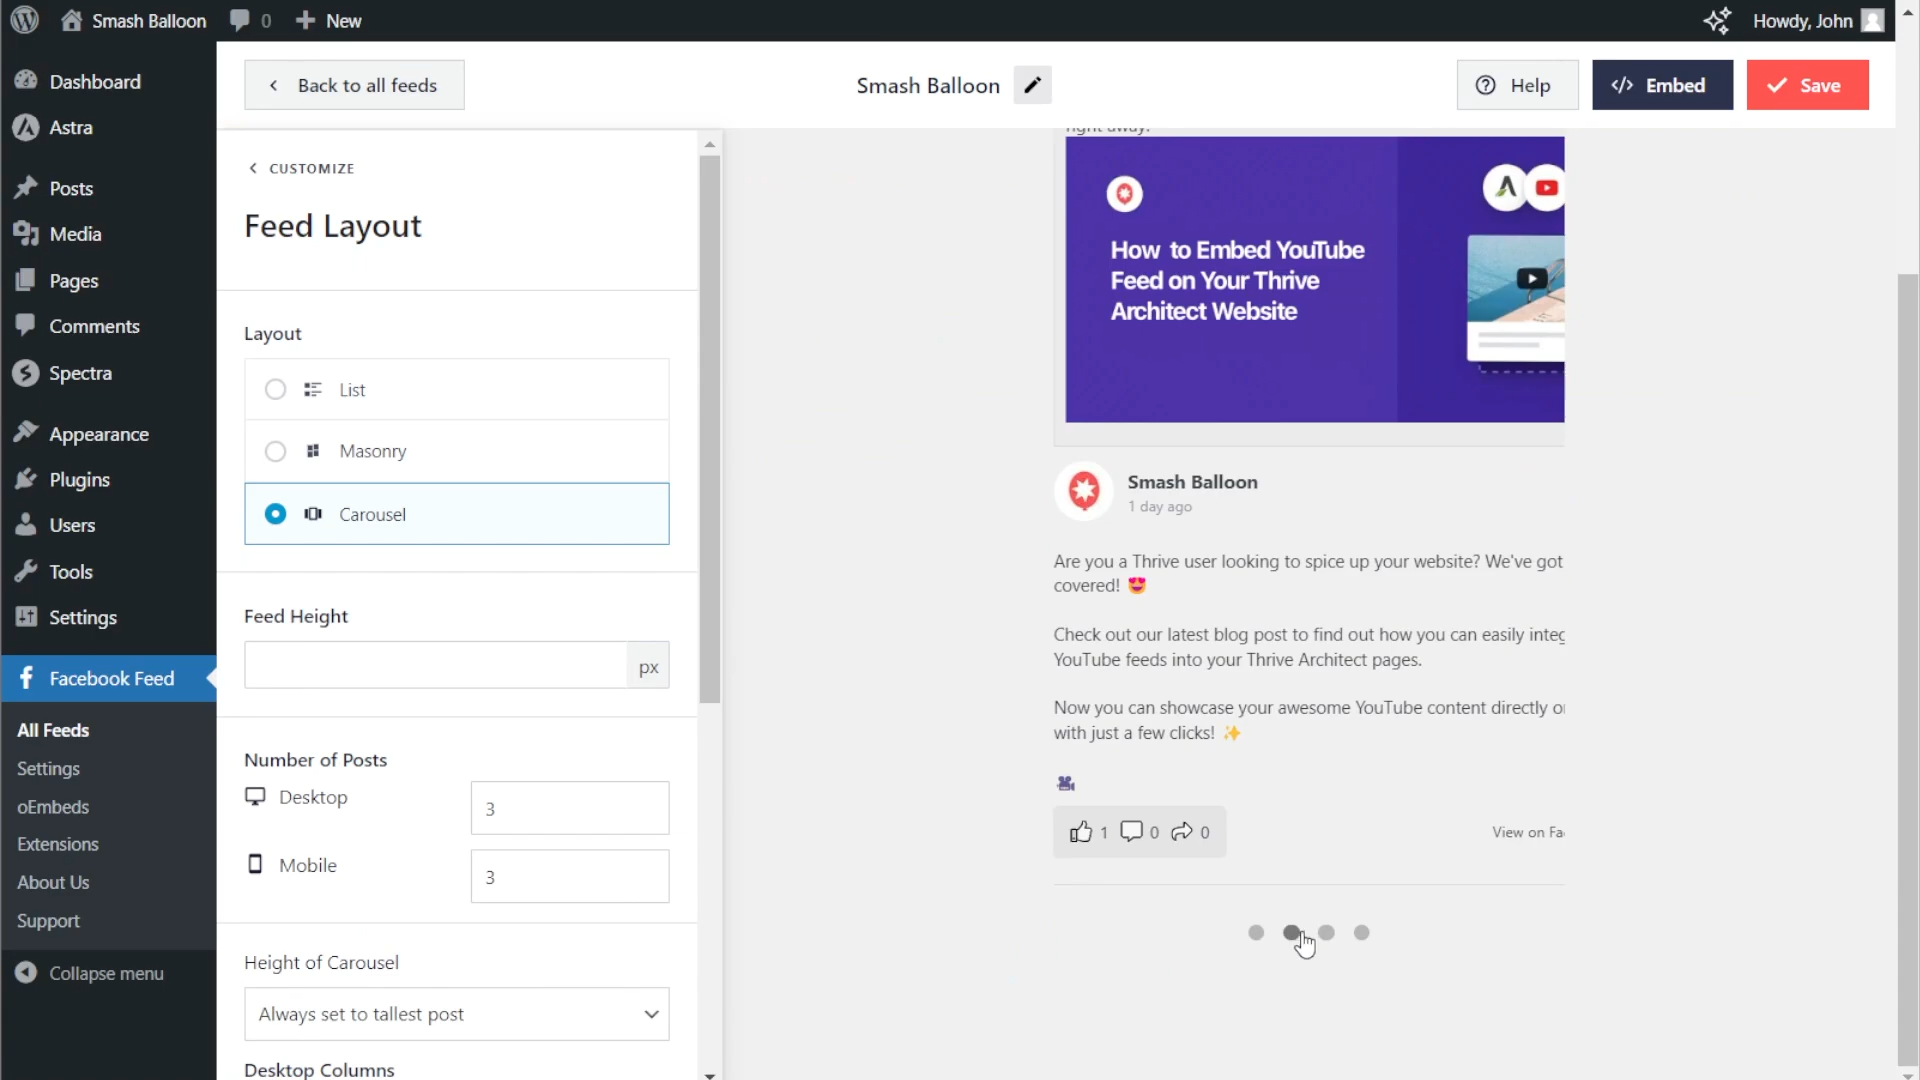 Smash Balloon
0
New
Howdy, John
Dashboard
Astra
Posts
Media
Pages
Comments
Spectra
Appearance
Plugins
Users
Tools
Settings
Facebook Feed
All Feeds
Settings
oEmbeds
Extensions
About Us
Support
Collapse menu
Back to all feeds
Smash Balloon
Help
</> Embed
Save
CUSTOMIZE
Feed Layout
Layout
List
Masonry
Carousel
Feed Height
px
Number of Posts
Desktop
3
Mobile
3
Height of Carousel
Always set to tallest post
Desktop Columns
right away.
How to Embed YouTube
Feed on Your Thrive
Architect Website
Smash Balloon
1 day ago
Are you a Thrive user looking to spice up your website? We've got
covered! 😍
Check out our latest blog post to find out how you can easily integ
YouTube feeds into your Thrive Architect pages.
Now you can showcase your awesome YouTube content directly o
with just a few clicks! ✨
🎥
1 0 0
View on Fa